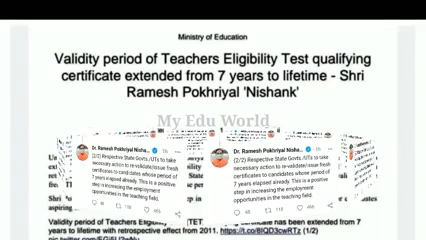 Ministry of Education
Validity period of Teachers Eligibility Test qualifying
certificate extended from 7 years to lifetime - Shri
Ramesh Pokhriyal 'Nishank'
My Edu World
Dr. Ramesh Pokhriyal Nisha...
(2/2) Respective State Govts./UTs to take
necessary action to re-validate/issue fresh
certificates to candidates whose period of
7 years elapsed already. This is a positive
step in increasing the employment
opportunities in the teaching field.
Dr. Ramesh Pokhriyal Nisha...
(2/2) Respective State Govts./UTs to take
necessary action to re-validate/issue fresh
certificates to candidates whose period of
7 years elapsed already. This is a positive
step in increasing the employment
opportunities in the teaching field.
Validity period of Teachers TET certificate has been extended from 7
years to lifetime with retrospective effect from 2011. (1/2)